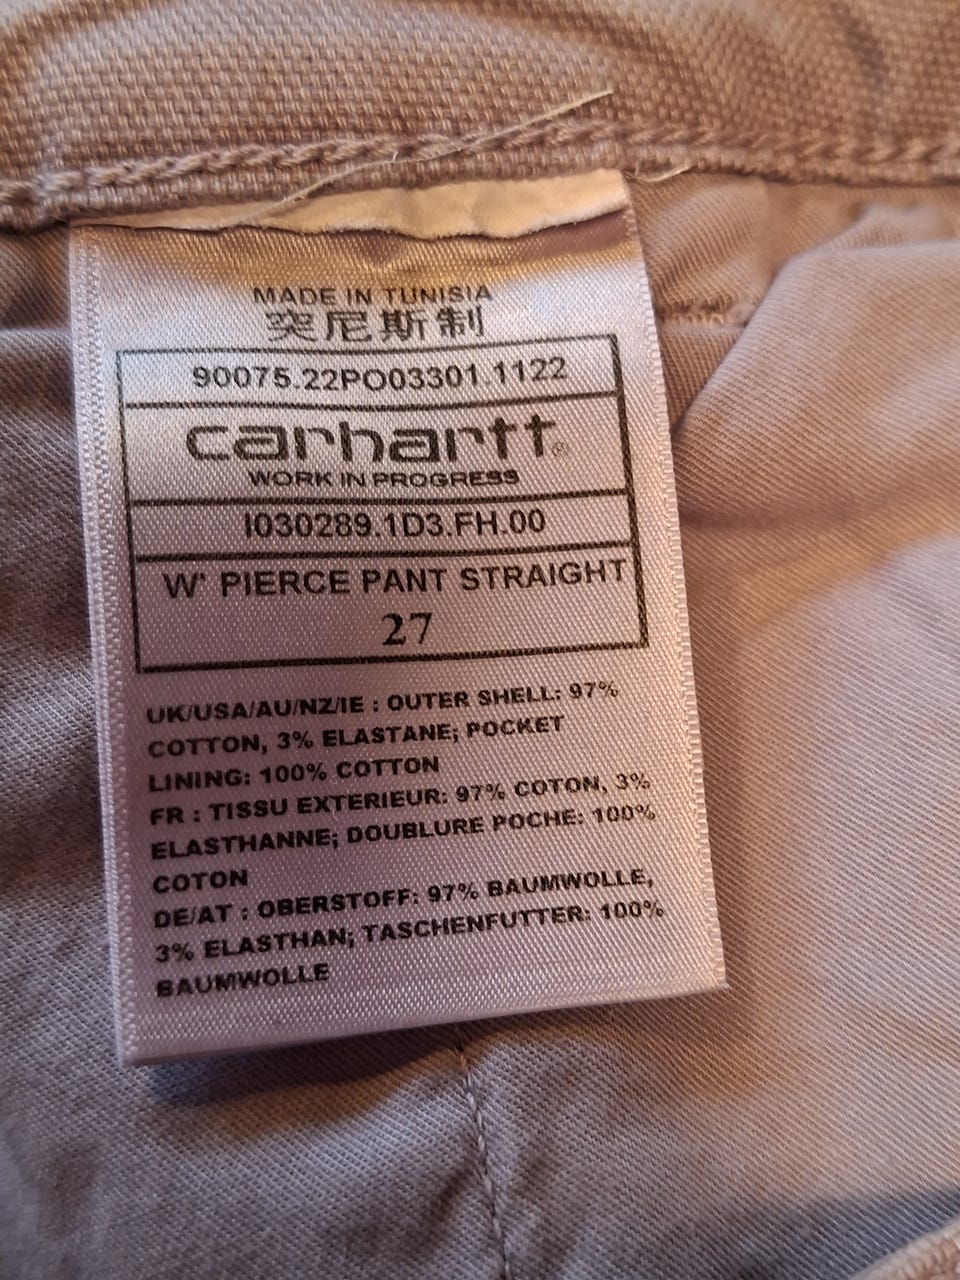 MADE IN TUNISIA
突尼斯制
90075.22PO03301.1122
carhartt®
WORK IN PROGRESS
I030289.1D3.FH.00
W' PIERCE PANT STRAIGHT
27
UK/USA/AU/NZ/IE : OUTER SHELL: 97%
COTTON, 3% ELASTANE; POCKET
LINING: 100% COTTON
FR : TISSU EXTERIEUR: 97% COTON, 3%
ELASTHANNE; DOUBLURE POCHE: 100%
COTON
DE/AT : OBERSTOFF: 97% BAUMWOLLE,
3% ELASTHAN; TASCHENFUTTER: 100%
BAUMWOLLE